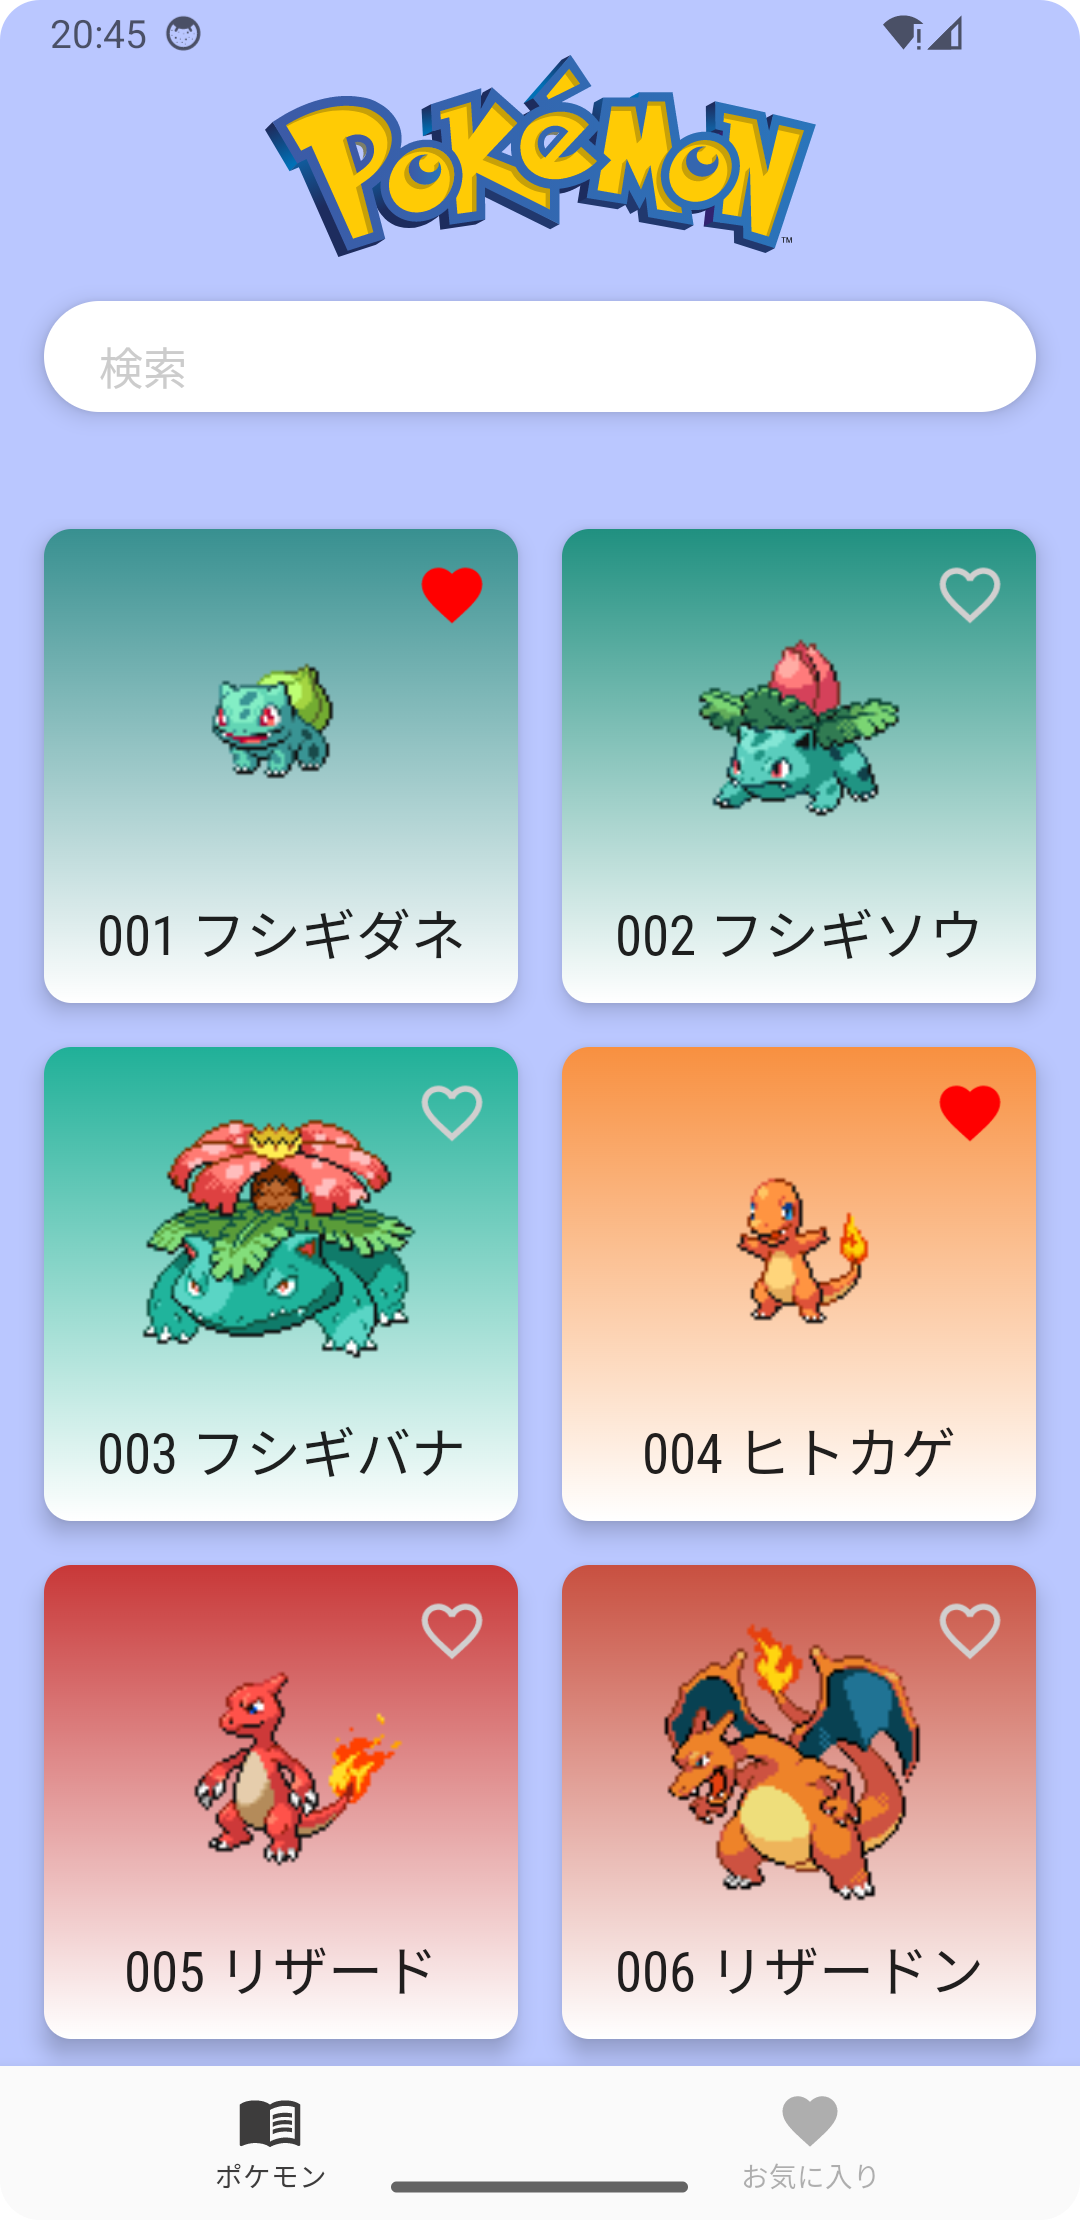 20:45
POKéMON
TM
検索
001 フシギダネ
002 フシギソウ
003 フシギバナ
004 ヒトカゲ
005 リザード
006 リザードン
ポケモン
お気に入り